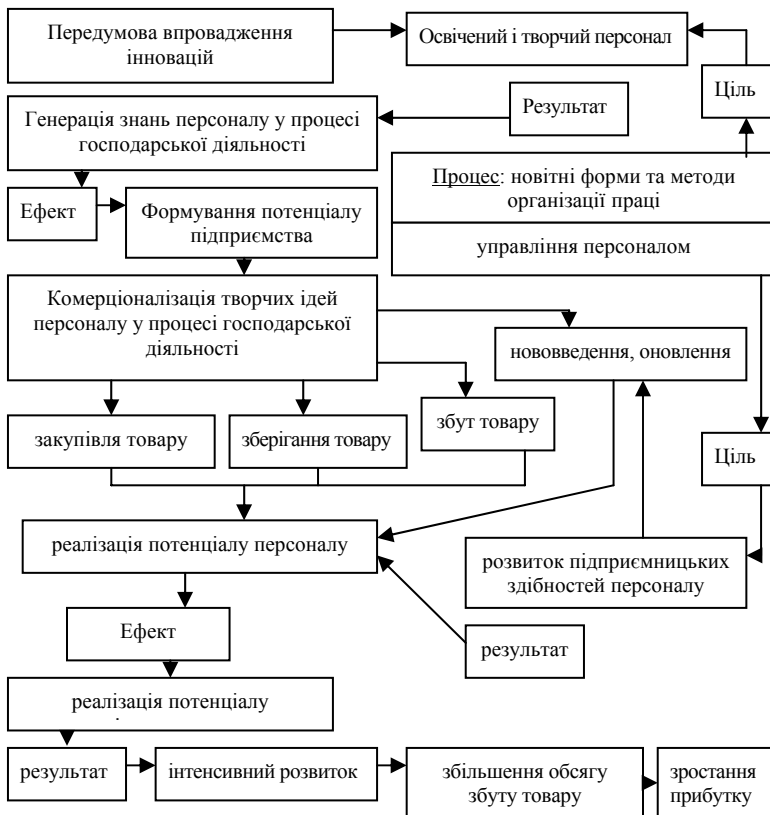 Передумова впровадження
інновацій
Освічений і творчий персонал
Ціль
Результат
Генерація знань персоналу у процесі
господарської діяльності
Процес: новітні форми та методи
організації праці
Ефект
Формування потенціалу
підприємства
управління персоналом
Комерціоналізація творчих ідей
персоналу у процесі господарської
діяльності
нововведення, оновлення
збут товару
закупівля товару
зберігання товару
Ціль
реалізація потенціалу персоналу
розвиток підприємницьких
здібностей персоналу
Ефект
результат
реалізація потенціалу
результат
інтенсивний розвиток
збільшення обсягу
збуту товару
зростання
прибутку